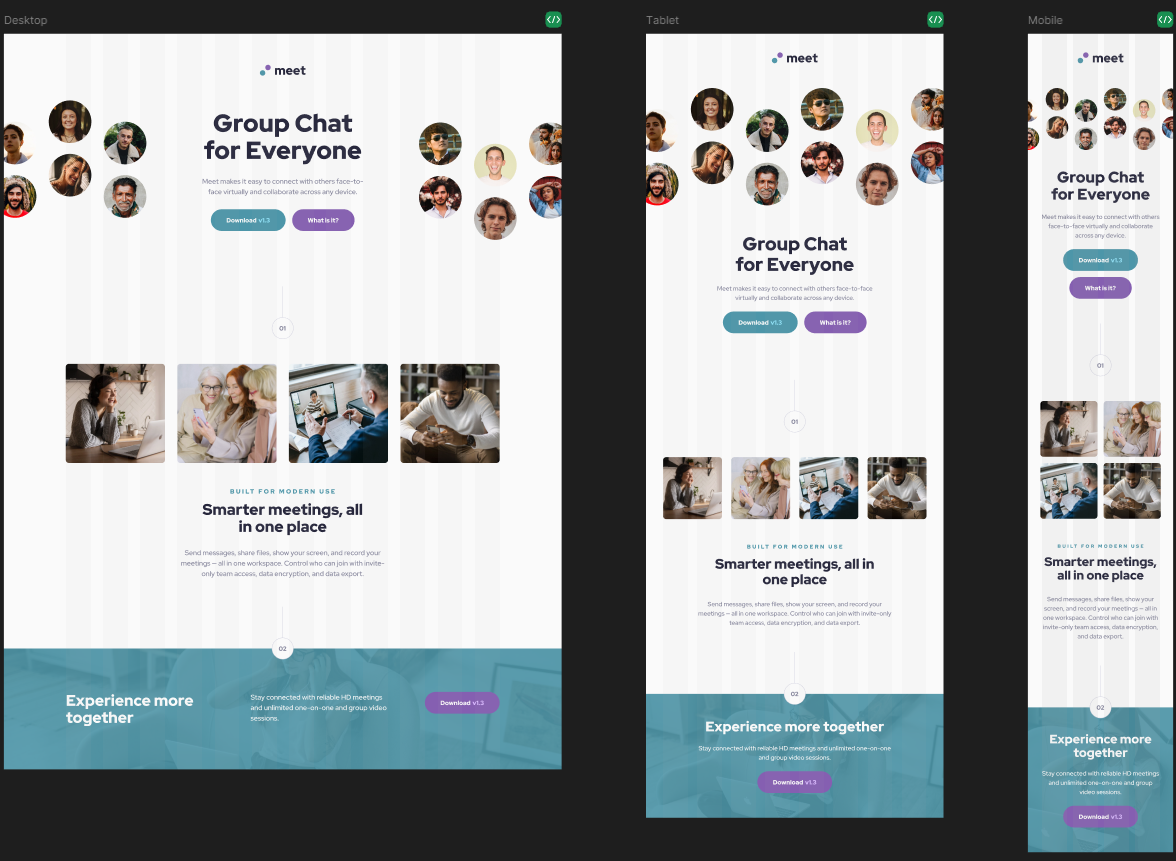 Desktop
</>
meet
Group Chat
for Everyone
Meet makes it easy to connect with others face-to-
face virtually and collaborate across any device.
Download v1.3
What is it?
01
BUILT FOR MODERN USE
Smarter meetings, all
in one place
Send messages, share files, show your screen, and record your
meetings — all in one workspace. Control who can join with invite-
only team access, data encryption, and data export.
02
Experience more
together
Stay connected with reliable HD meetings
and unlimited one-on-one and group video
sessions.
Download v1.3
Tablet
</>
meet
Group Chat
for Everyone
Meet makes it easy to connect with others face-to-face
virtually and collaborate across any device.
Download v1.3
What is it?
01
BUILT FOR MODERN USE
Smarter meetings, all in
one place
Send messages, share files, show your screen, and record your
meetings — all in one workspace. Control who can join with invite-only
team access, data encryption, and data export.
02
Experience more together
Stay connected with reliable HD meetings and unlimited one-on-one
and group video sessions.
Download v1.3
Mobile
</>
meet
Group Chat
for Everyone
Meet makes it easy to connect with others
face-to-face virtually and collaborate
across any device.
Download v1.3
What is it?
01
BUILT FOR MODERN USE
Smarter meetings,
all in one place
Send messages, share files, show your
screen, and record your meetings — all in
one workspace. Control who can join with
invite-only team access, data encryption,
and data export.
02
Experience more
together
Stay connected with reliable HD meetings
and unlimited one-on-one and group
video sessions.
Download v1.3